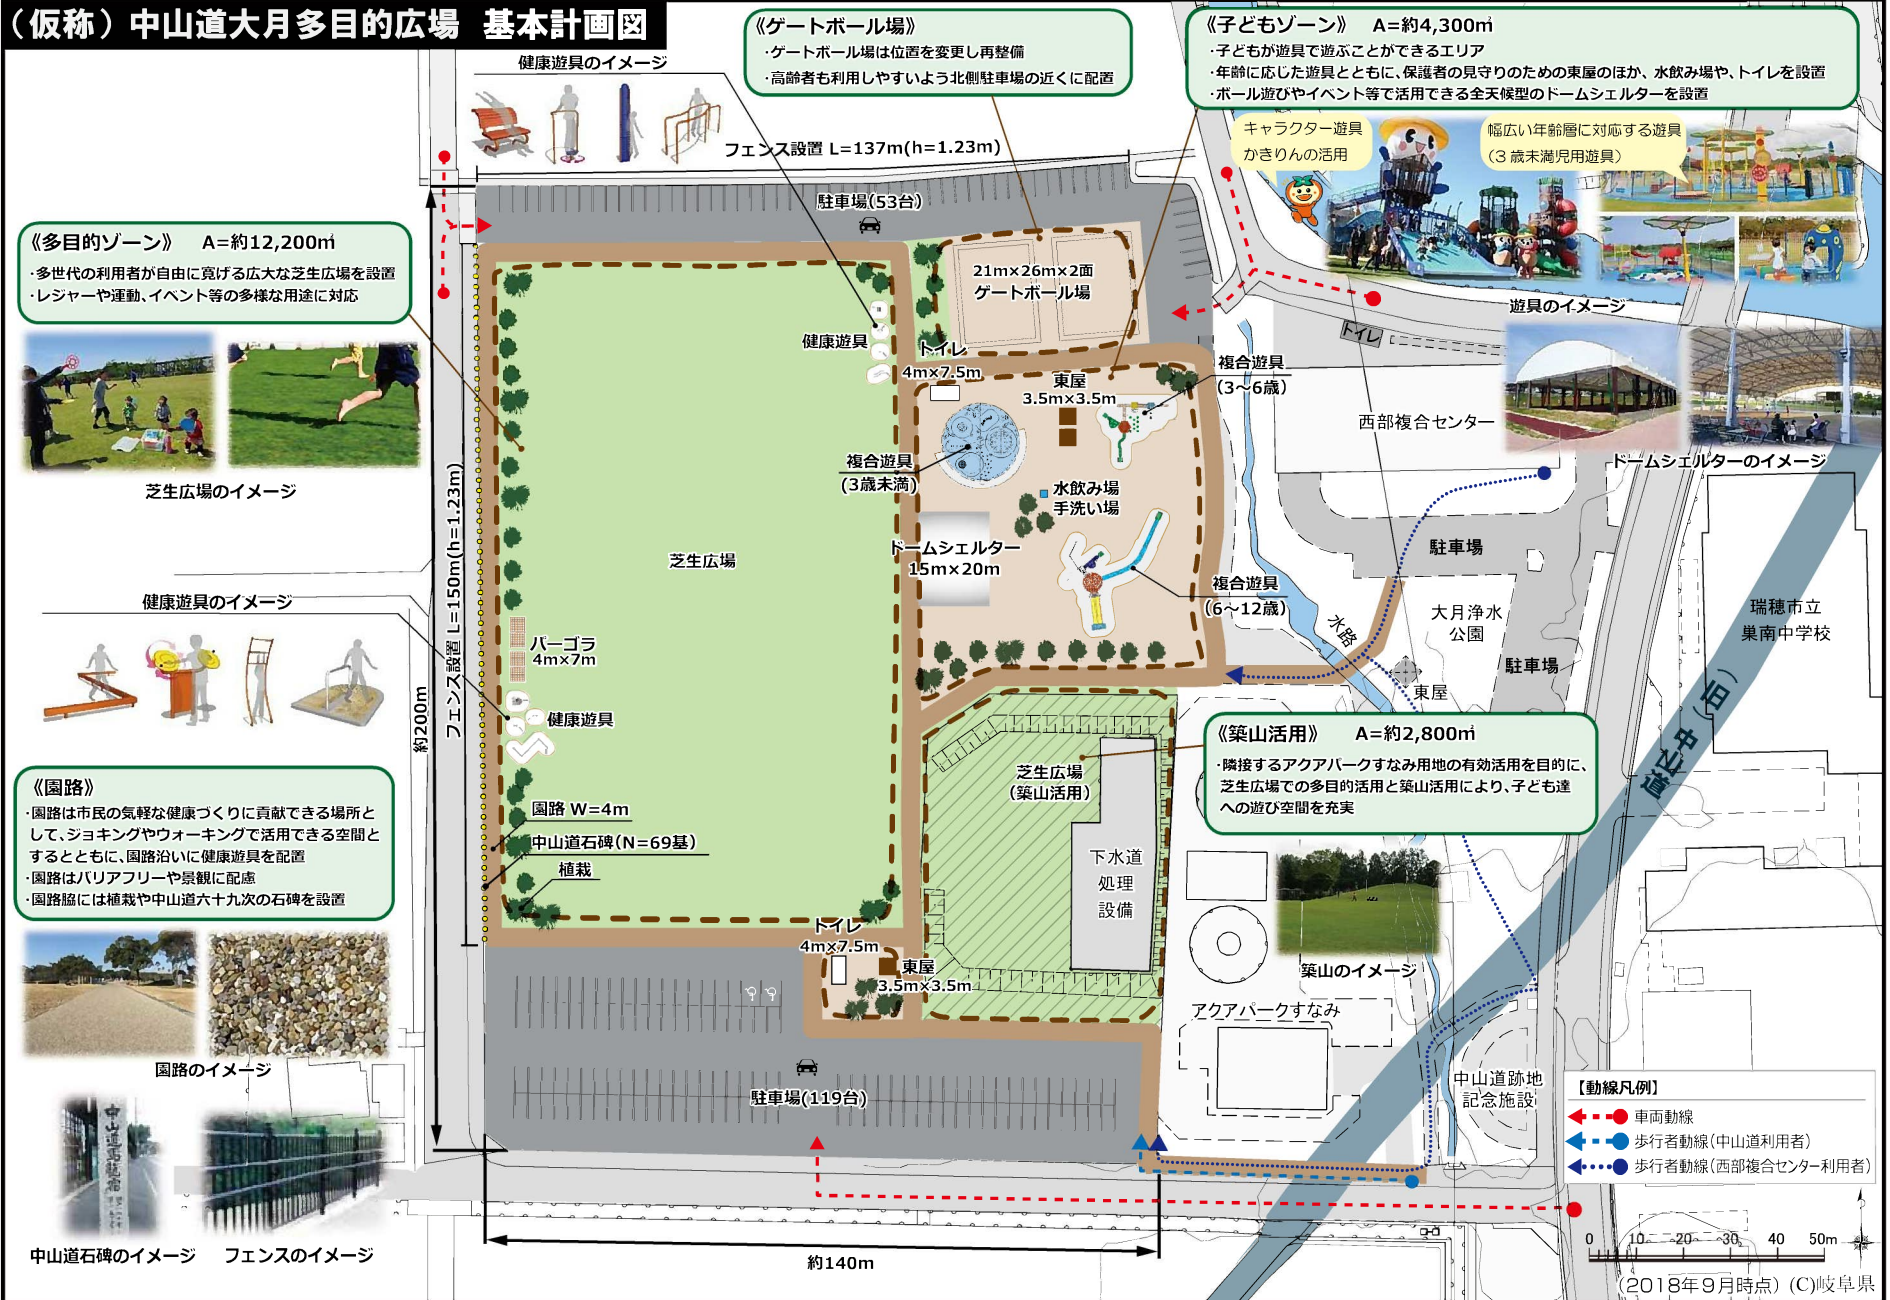 (仮称)中山道大月多目的広場 基本計画図
《ゲートボール場》
・ゲートボール場は位置を変更し再整備
・高齢者も利用しやすいよう北側駐車場の近くに配置
《子どもゾーン》 A=約4,300㎡
・子どもが遊具で遊ぶことができるエリア
・年齢に応じた遊具とともに、保護者の見守りのための東屋のほか、水飲み場や、トイレを設置
・ボール遊びやイベント等で活用できる全天候型のドームシェルターを設置
キャラクター遊具
かきりんの活用
幅広い年齢層に対応する遊具
(3歳未満児用遊具)
遊具のイメージ
健康遊具のイメージ
フェンス設置 L=137m(h=1.23m)
駐車場(53台)
《多目的ゾーン》 A=約12,200㎡
・多世代の利用者が自由に寛げる広大な芝生広場を設置
・レジャーや運動、イベント等の多様な用途に対応
芝生広場のイメージ
21m×26m×2面
ゲートボール場
健康遊具
トイレ
4m×7.5m
東屋
3.5m×3.5m
複合遊具
(3～6歳)
トイレ
西部複合センター
ドームシェルターのイメージ
複合遊具
(3歳未満)
水飲み場
手洗い場
ドームシェルター
15m×20m
複合遊具
(6～12歳)
芝生広場
駐車場
大月浄水
公園
駐車場
水路
東屋
瑞穂市立
巣南中学校
(旧)中山道
健康遊具のイメージ
フェンス設置 L=150m(h=1.23m)
約200m
パーゴラ
4m×7m
健康遊具
《築山活用》 A=約2,800㎡
・隣接するアクアパークすなみ用地の有効活用を目的に、
芝生広場での多目的活用と築山活用により、子ども達
への遊び空間を充実
築山のイメージ
芝生広場
(築山活用)
下水道
処理
設備
《園路》
・園路は市民の気軽な健康づくりに貢献できる場所と
して、ジョキングやウォーキングで活用できる空間と
するとともに、園路沿いに健康遊具を配置
・園路はバリアフリーや景観に配慮
・園路脇には植栽や中山道六十九次の石碑を設置
園路のイメージ
園路 W=4m
中山道石碑(N=69基)
植栽
トイレ
4m×7.5m
東屋
3.5m×3.5m
アクアパークすなみ
中山道跡地
記念施設
駐車場(119台)
中山道石碑のイメージ
フェンスのイメージ
約140m
【動線凡例】
車両動線
歩行者動線(中山道利用者)
歩行者動線(西部複合センター利用者)
0 10 20 30 40 50m
(2018年9月時点) (C)岐阜県